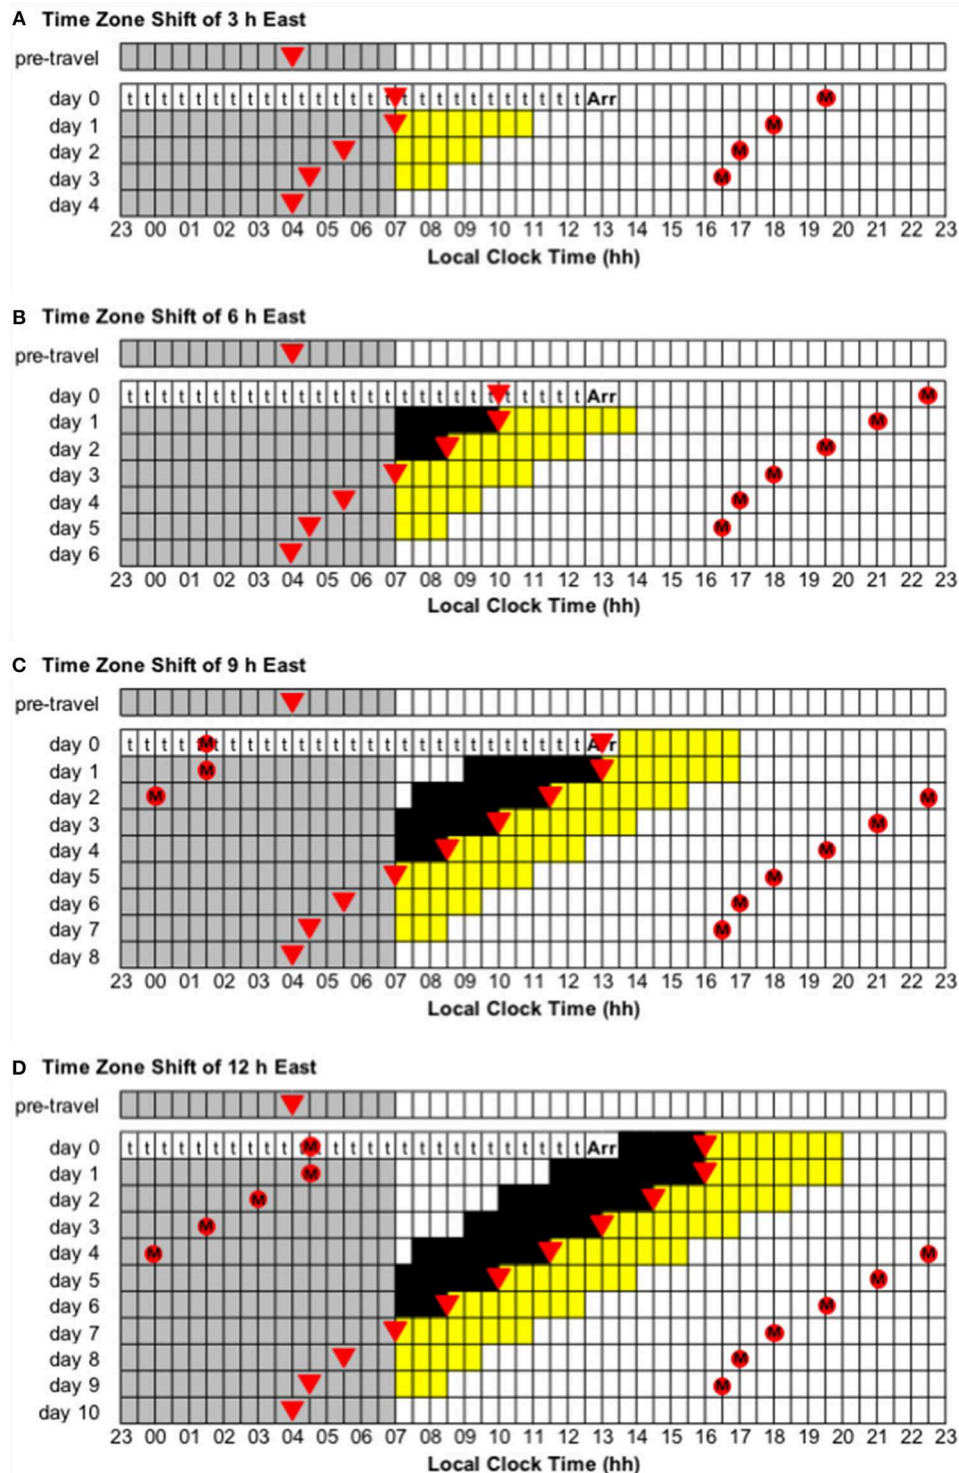 A Time Zone Shift of 3 h East
pre-travel
day 0 t t t t t t t t t t t t t t t t t t t t t t t t t t t Arr M
day 1 M
day 2 M
day 3 M
day 4
23 00 01 02 03 04 05 06 07 08 09 10 11 12 13 14 15 16 17 18 19 20 21 22 23
Local Clock Time (hh)
B Time Zone Shift of 6 h East
pre-travel
day 0 t t t t t t t t t t t t t t t t t t t t t t t t t t t Arr M
day 1 M
day 2 M
day 3 M
day 4 M
day 5 M
day 6
23 00 01 02 03 04 05 06 07 08 09 10 11 12 13 14 15 16 17 18 19 20 21 22 23
Local Clock Time (hh)
C Time Zone Shift of 9 h East
pre-travel
day 0 t t t t M t t t t t t t t t t t t t t t t t t t t t t Arr
day 1 M
day 2 M M
day 3 M
day 4 M
day 5 M
day 6 M
day 7 M
day 8
23 00 01 02 03 04 05 06 07 08 09 10 11 12 13 14 15 16 17 18 19 20 21 22 23
Local Clock Time (hh)
D Time Zone Shift of 12 h East
pre-travel
day 0 t t t t t t t t t t M t t t t t t t t t t t t t t t Arr
day 1 M
day 2 M
day 3 M
day 4 M M
day 5 M
day 6 M
day 7 M
day 8 M
day 9 M
day 10
23 00 01 02 03 04 05 06 07 08 09 10 11 12 13 14 15 16 17 18 19 20 21 22 23
Local Clock Time (hh)